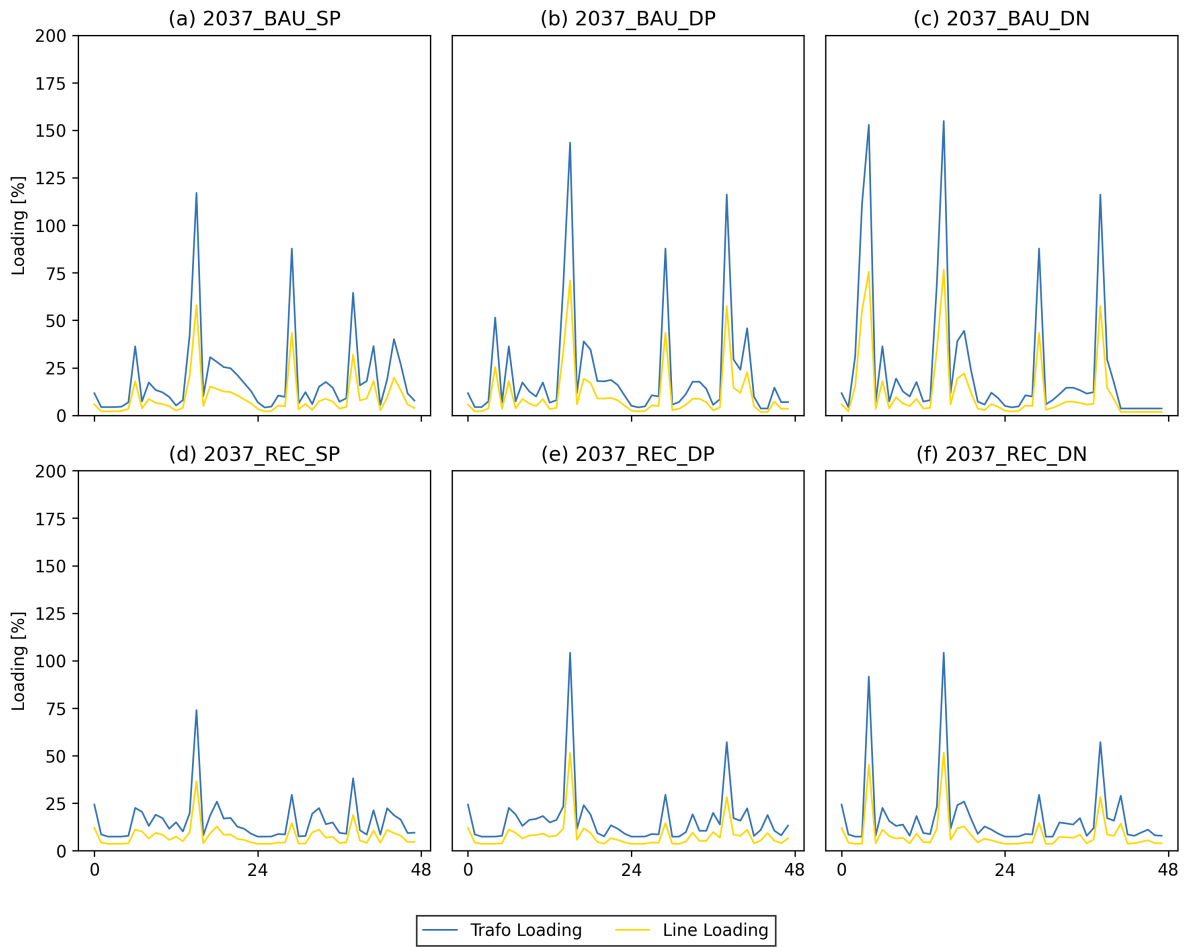 (a) 2037_BAU_SP
(b) 2037_BAU_DP
(c) 2037_BAU_DN
200
175
150
125
100
75
50
25
0
Loading [%]
(d) 2037_REC_SP
(e) 2037_REC_DP
(f) 2037_REC_DN
200
175
150
125
100
75
50
25
0
Loading [%]
0 24 48
0 24 48
0 24 48
Trafo Loading
Line Loading